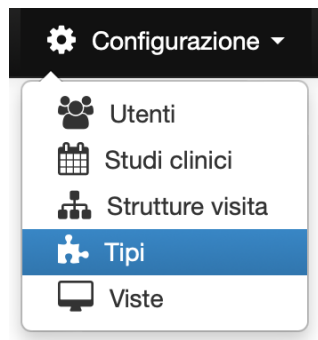 Configurazione
Utenti
Studi clinici
Strutture visita
Tipi
Viste